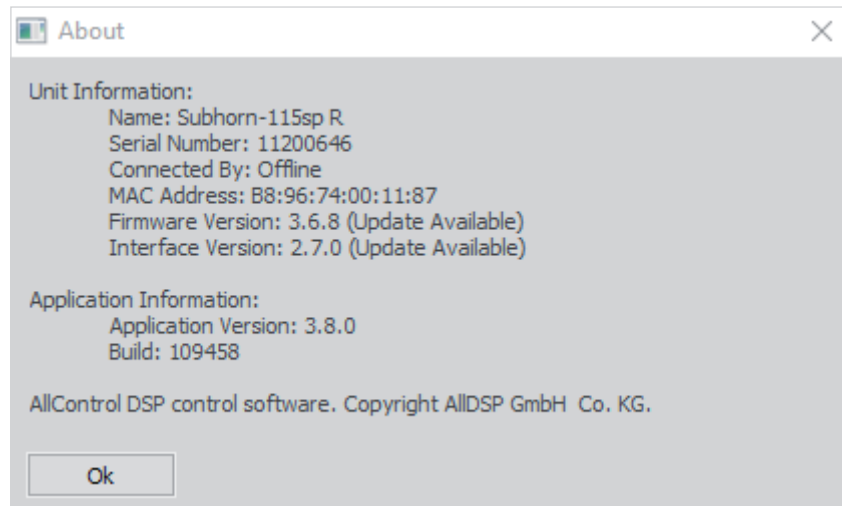 About
Unit Information:
Name: Subhorn-115sp R
Serial Number: 11200646
Connected By: Offline
MAC Address: B8:96:74:00:11:87
Firmware Version: 3.6.8 (Update Available)
Interface Version: 2.7.0 (Update Available)
Application Information:
Application Version: 3.8.0
Build: 109458
AllControl DSP control software. Copyright AllDSP GmbH  Co. KG.
Ok